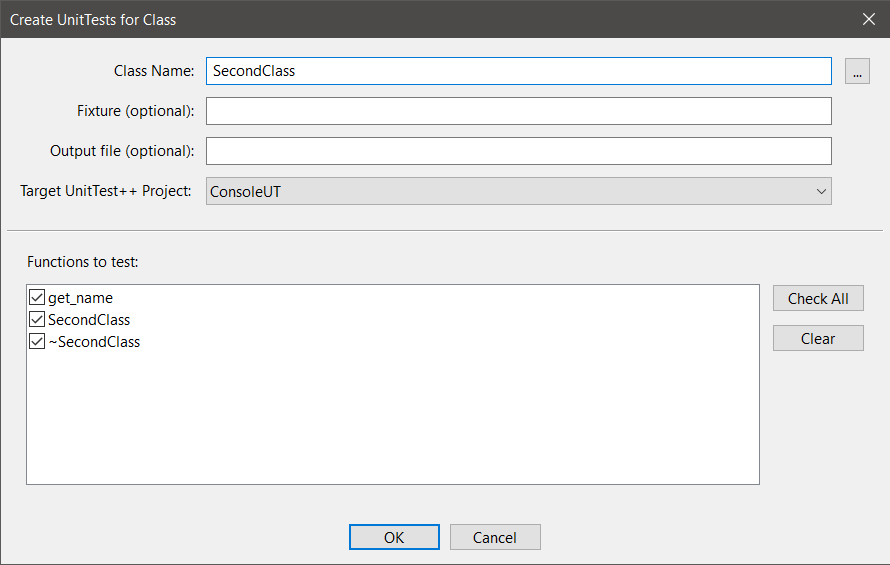 Create UnitTests for Class
Class Name: SecondClass ...
Fixture (optional):
Output file (optional):
Target UnitTest++ Project: ConsoleUT
Functions to test:
get_name
SecondClass
~SecondClass
Check All
Clear
OK Cancel